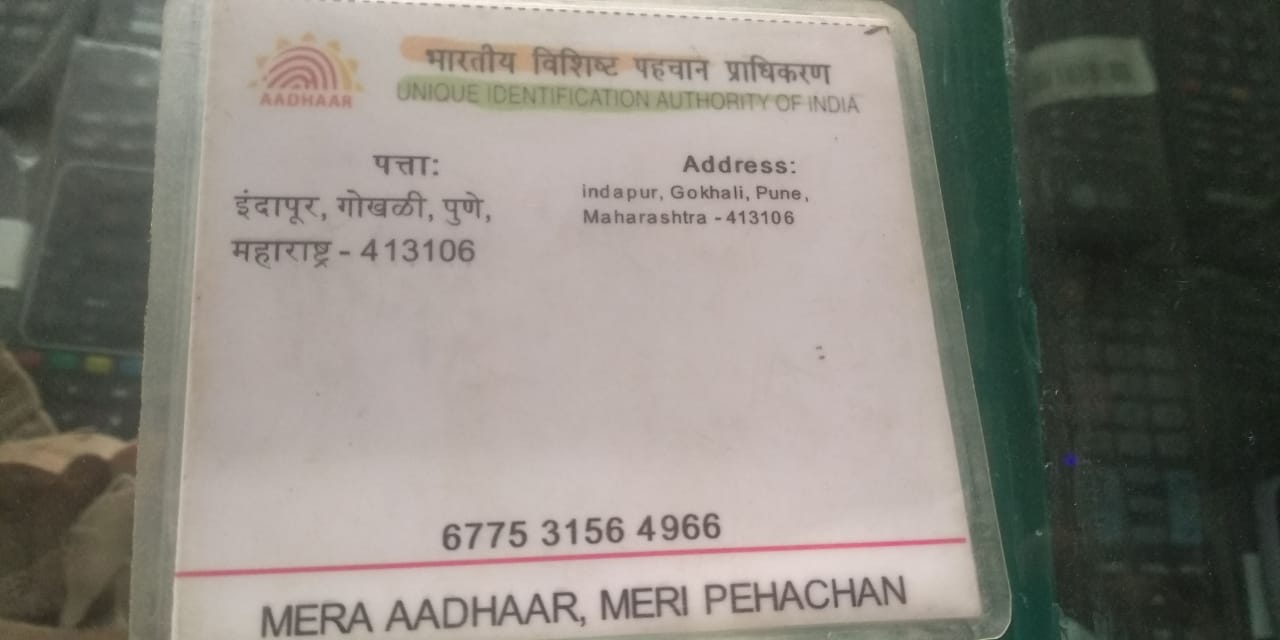 AADHAAR
भारतीय विशिष्ट पहचान प्राधिकरण
UNIQUE IDENTIFICATION AUTHORITY OF INDIA
पत्ता:
इंदापूर, गोखळी, पुणे,
महाराष्ट्र - 413106
Address:
indapur, Gokhali, Pune,
Maharashtra - 413106
6775 3156 4966
MERA AADHAAR, MERI PEHACHAN